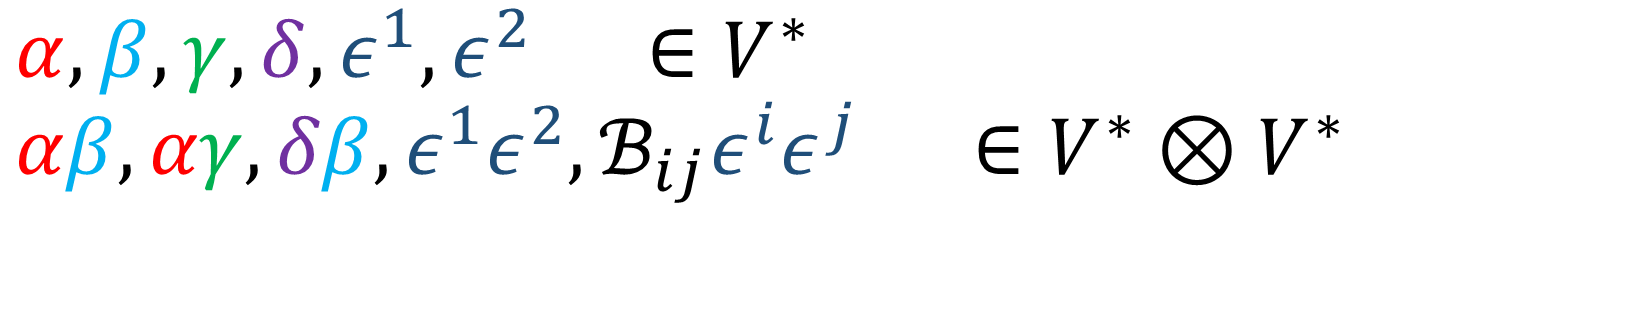 α, β, γ, δ, ϵ¹, ϵ² ∈ V*
αβ, αγ, δβ, ϵ¹ϵ², ℬᵢⱼϵⁱϵʲ ∈ V* ⊗ V*